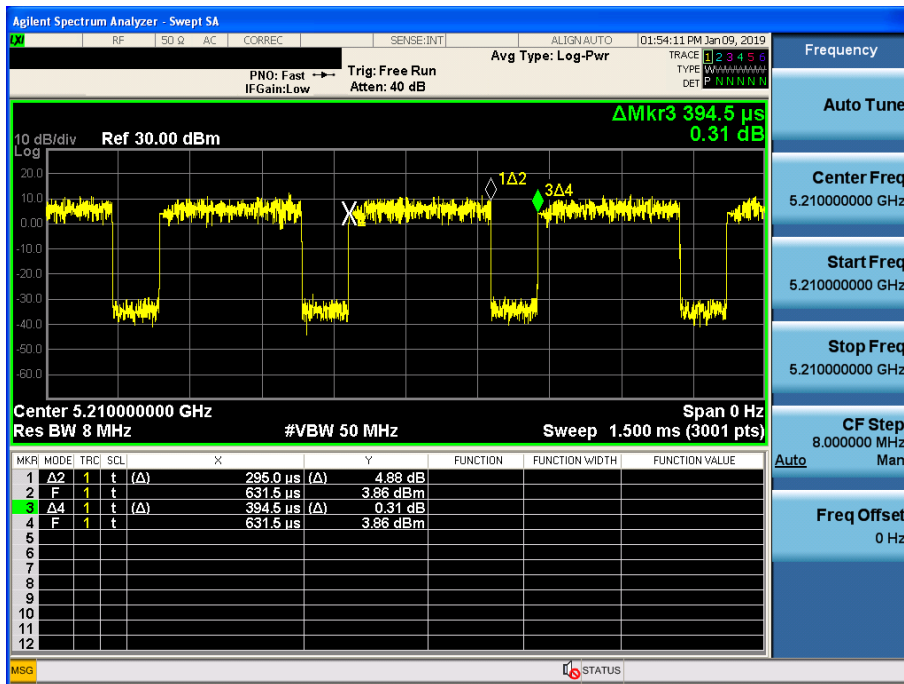 Agilent Spectrum Analyzer - Swept SA
LXI RF 50 Ω AC CORREC SENSE:INT ALIGNAUTO 01:54:11 PM Jan 09, 2019
PNO: Fast
IFGain:Low
Trig: Free Run
Atten: 40 dB
Avg Type: Log-Pwr
TRACE 1 2 3 4 5 6
TYPE W
DET P N N N N N
ΔMkr3 394.5 µs
0.31 dB
10 dB/div Ref 30.00 dBm
Log
20.0
10.0
0.00
-10.0
-20.0
-30.0
-40.0
-50.0
-60.0
1Δ2
3Δ4
X
Center 5.210000000 GHz Span 0 Hz
Res BW 8 MHz #VBW 50 MHz Sweep 1.500 ms (3001 pts)
MKR MODE TRC SCL X Y FUNCTION FUNCTION WIDTH FUNCTION VALUE
1 Δ2 1 t (Δ) 295.0 µs (Δ) 4.88 dB
2 F 1 t 631.5 µs 3.86 dBm
3 Δ4 1 t (Δ) 394.5 µs (Δ) 0.31 dB
4 F 1 t 631.5 µs 3.86 dBm
5
6
7
8
9
10
11
12
MSG STATUS
Frequency
Auto Tune
Center Freq
5.210000000 GHz
Start Freq
5.210000000 GHz
Stop Freq
5.210000000 GHz
CF Step
8.000000 MHz
Auto Man
Freq Offset
0 Hz